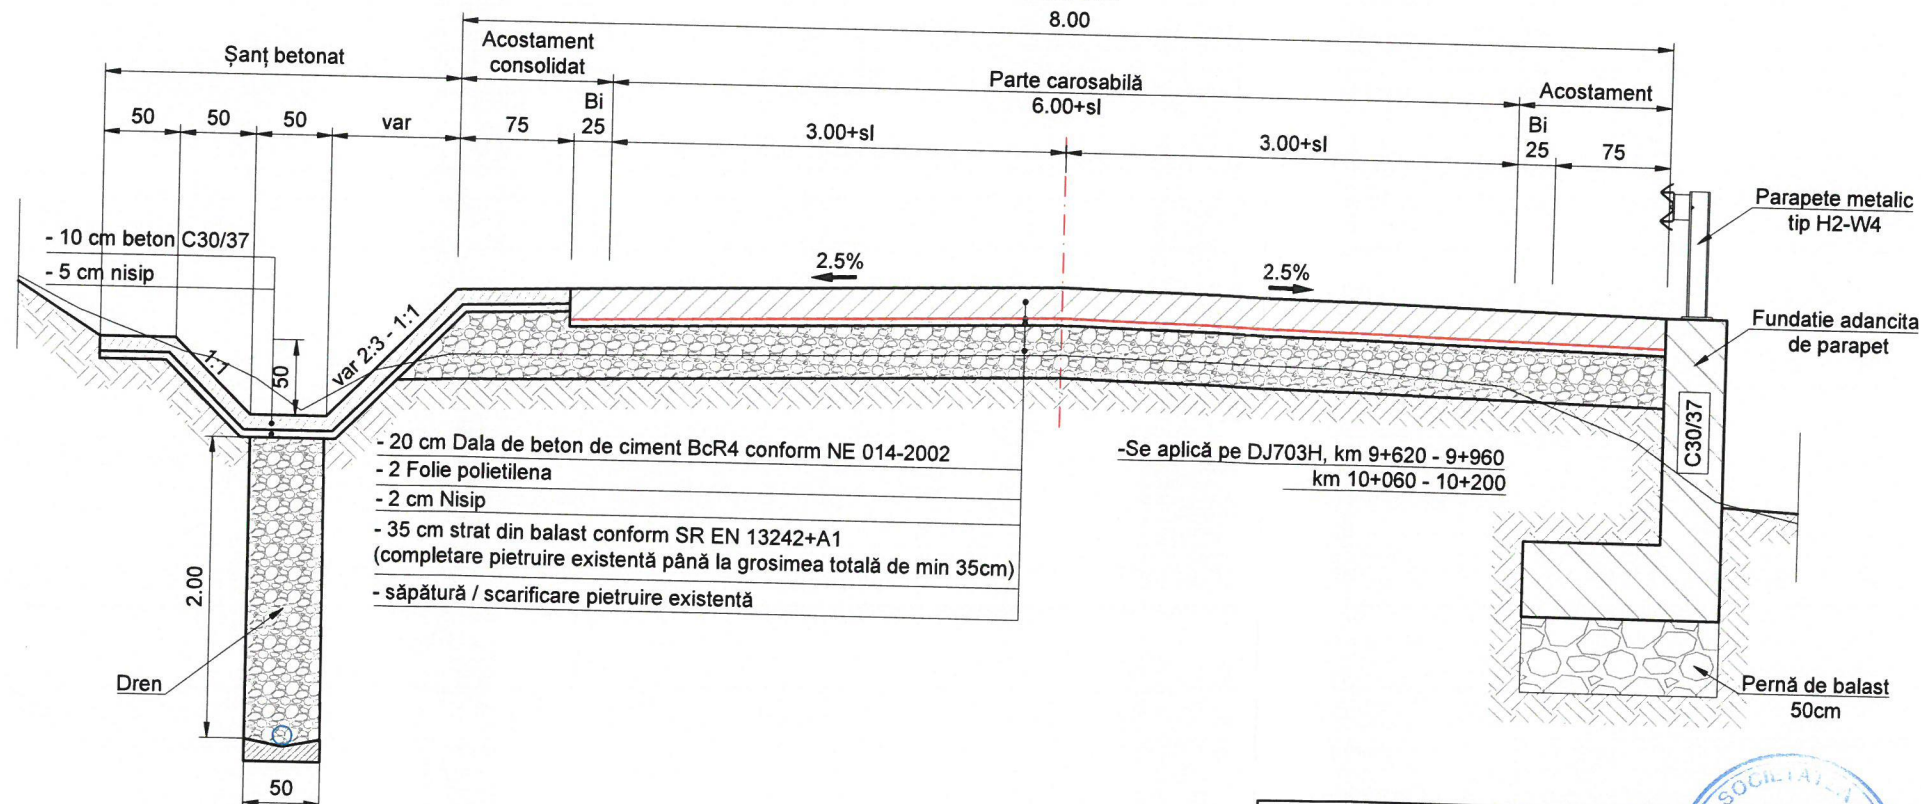 8.00
Șanț betonat
Acostament
consolidat
Parte carosabilă
6.00+sl
Acostament
50
50
50
var
75
Bi
25
3.00+sl
3.00+sl
Bi
25
75
Parapete metalic
tip H2-W4
- 10 cm beton C30/37
- 5 cm nisip
2.5%
2.5%
Fundatie adancita
de parapet
1:1
50
var 2:3 - 1:1
C30/37
- 20 cm Dala de beton de ciment BcR4 conform NE 014-2002
- 2 Folie polietilena
- 2 cm Nisip
- 35 cm strat din balast conform SR EN 13242+A1
(completare pietruire existentă până la grosimea totală de min 35cm)
- săpătură / scarificare pietruire existentă
-Se aplică pe DJ703H, km 9+620 - 9+960
km 10+060 - 10+200
2.00
Dren
Pernă de balast
50cm
50
SOCIETATEA